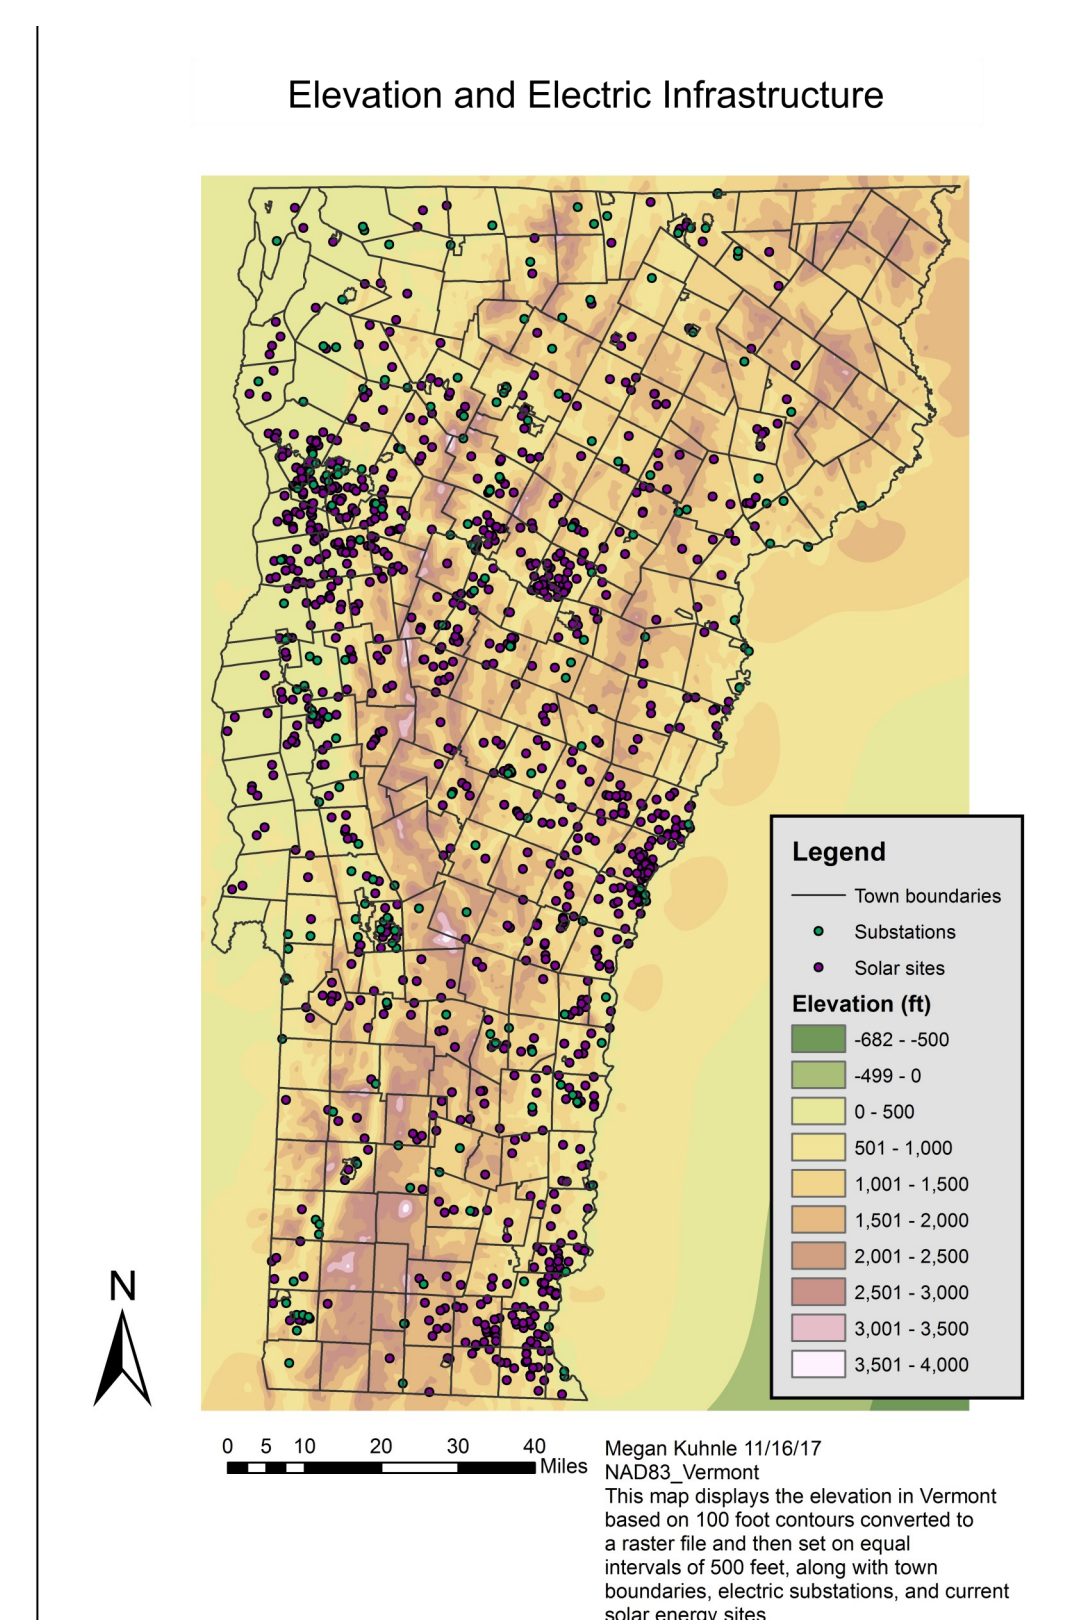 Elevation and Electric Infrastructure
Legend
Town boundaries
Substations
Solar sites
Elevation (ft)
-682 - -500
-499 - 0
0 - 500
501 - 1,000
1,001 - 1,500
1,501 - 2,000
2,001 - 2,500
2,501 - 3,000
3,001 - 3,500
3,501 - 4,000
N
0 5 10 20 30 40
Miles
Megan Kuhnle 11/16/17
NAD83_Vermont
This map displays the elevation in Vermont
based on 100 foot contours converted to
a raster file and then set on equal
intervals of 500 feet, along with town
boundaries, electric substations, and current
solar energy sites